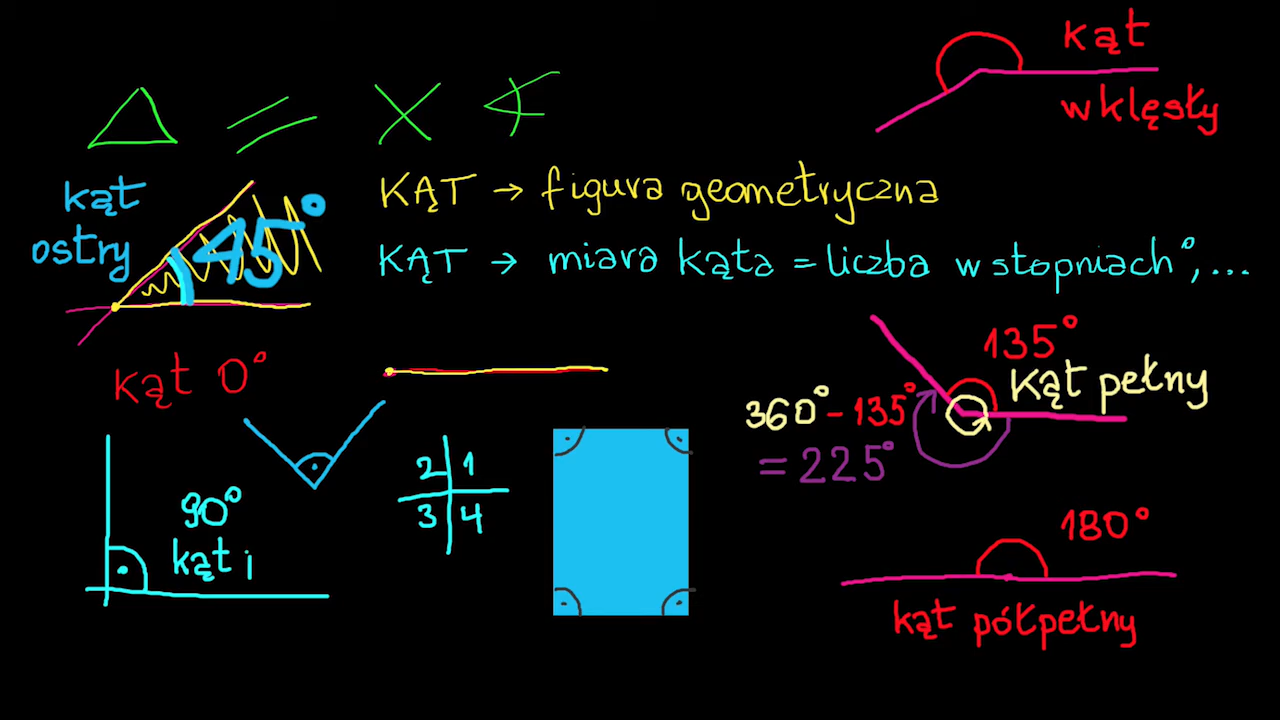 kąt
wklęsły
KĄT → figura geometryczna
kąt
ostry
45°
KĄT → miara kąta = liczba w stopniach°, ...
kąt 0°
135°
kąt pełny
360° - 135°
= 225°
2 1
3 4
90°
kąt i
180°
kąt półpełny